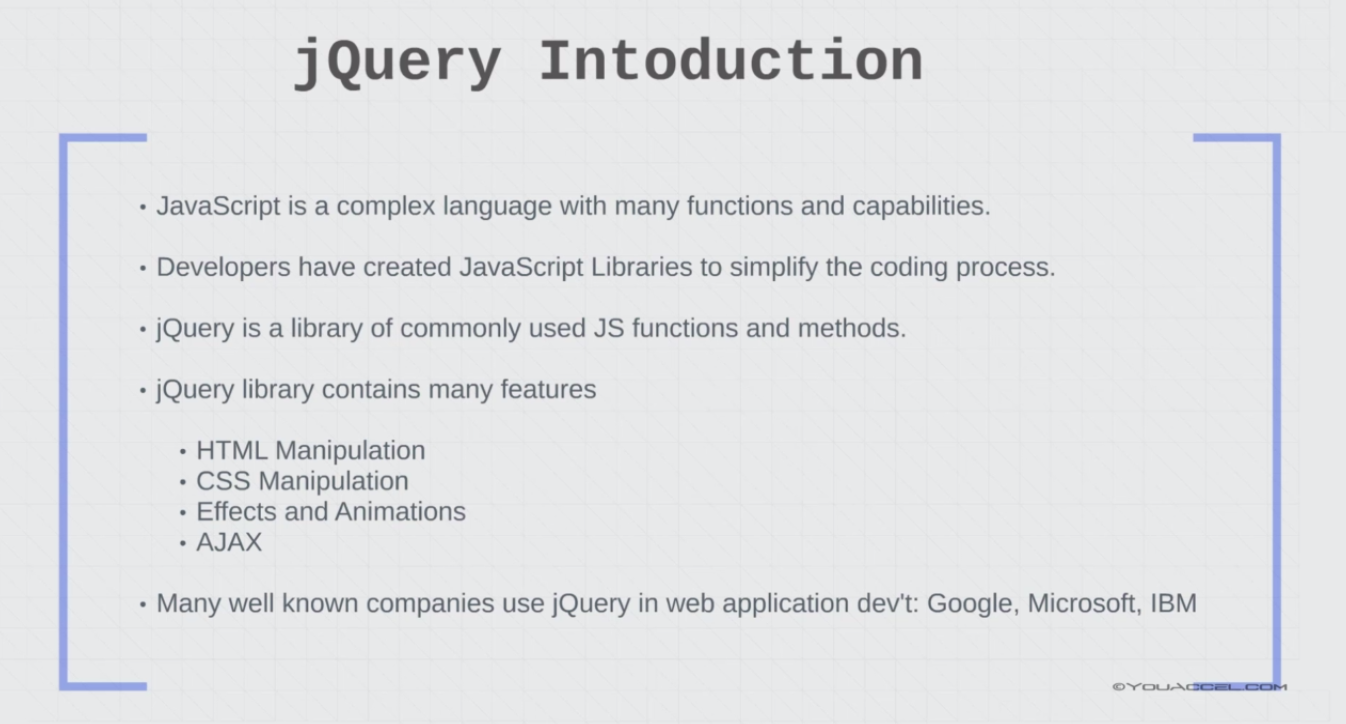 jQuery Intoduction
• JavaScript is a complex language with many functions and capabilities.
• Developers have created JavaScript Libraries to simplify the coding process.
• jQuery is a library of commonly used JS functions and methods.
• jQuery library contains many features
• HTML Manipulation
• CSS Manipulation
• Effects and Animations
• AJAX
• Many well known companies use jQuery in web application dev't: Google, Microsoft, IBM
©YOUACCEL.COM